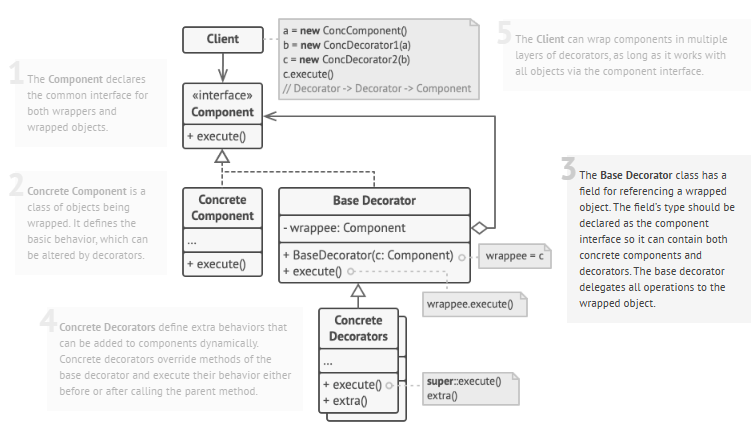 Client
a = new ConcComponent()
b = new ConcDecorator1(a)
c = new ConcDecorator2(b)
c.execute()
// Decorator -> Decorator -> Component
5
The Client can wrap components in multiple
layers of decorators, as long as it works with
all objects via the component interface.
1
The Component declares
the common interface for
both wrappers and
wrapped objects.
«interface»
Component
+ execute()
2
Concrete Component is a
class of objects being
wrapped. It defines the
basic behavior, which can
be altered by decorators.
Concrete
Component
...
+ execute()
Base Decorator
- wrappee: Component
+ BaseDecorator(c: Component)
+ execute()
wrappee = c
wrappee.execute()
3
The Base Decorator class has a
field for referencing a wrapped
object. The field's type should be
declared as the component
interface so it can contain both
concrete components and
decorators. The base decorator
delegates all operations to the
wrapped object.
4
Concrete Decorators define extra behaviors that
can be added to components dynamically.
Concrete decorators override methods of the
base decorator and execute their behavior either
before or after calling the parent method.
Concrete
Decorators
...
+ execute()
+ extra()
super::execute()
extra()